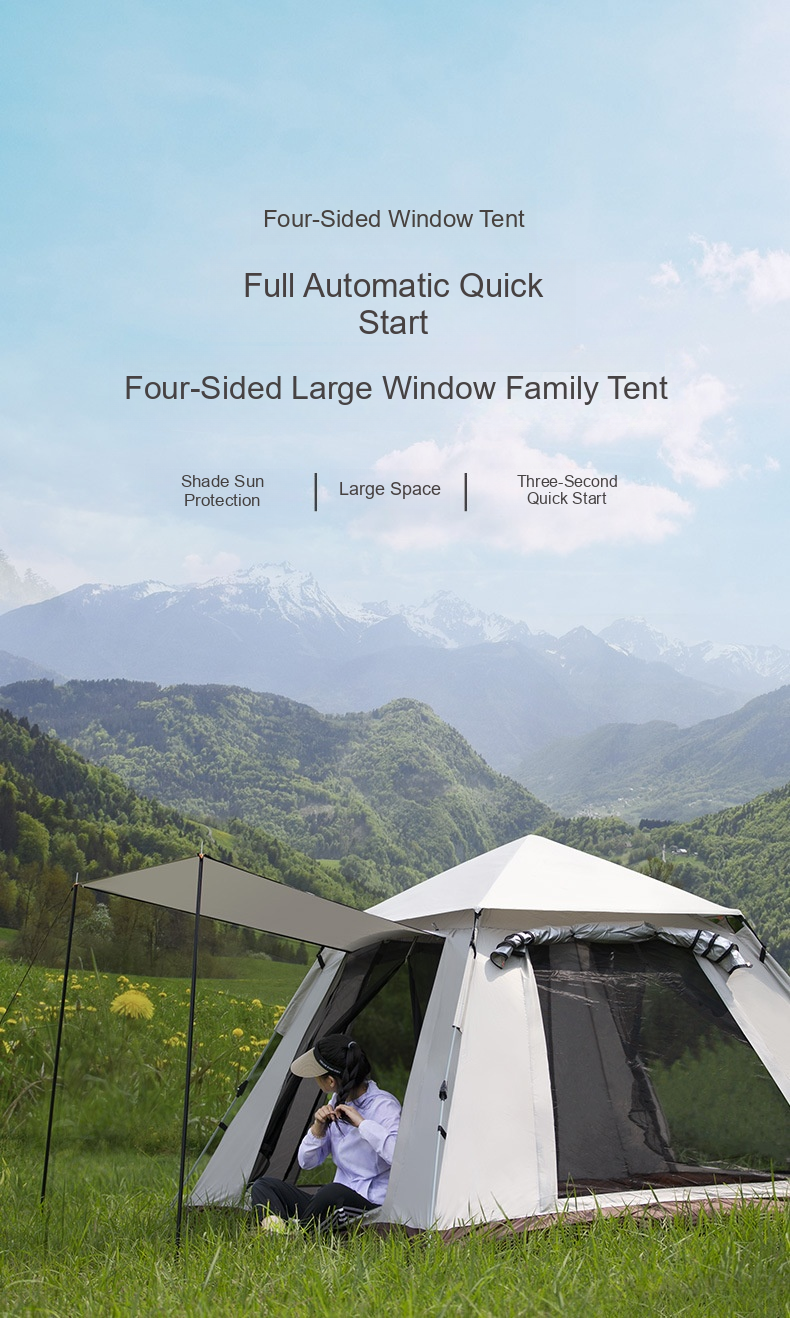 Four-Sided Window Tent
Full Automatic Quick
Start
Four-Sided Large Window Family Tent
Shade Sun
Protection
Large Space
Three-Second
Quick Start